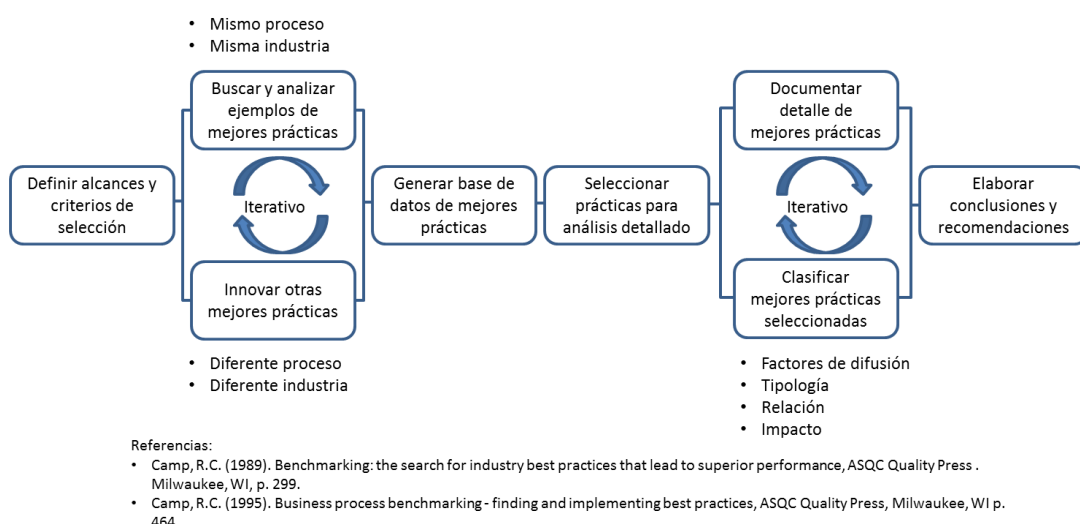 • Mismo proceso
• Misma industria
Buscar y analizar
ejemplos de
mejores prácticas
Definir alcances y
criterios de
selección
Iterativo
Innovar otras
mejores prácticas
• Diferente proceso
• Diferente industria
Generar base de
datos de mejores
prácticas
Seleccionar
prácticas para
análisis detallado
Documentar
detalle de
mejores prácticas
Iterativo
Clasificar
mejores prácticas
seleccionadas
• Factores de difusión
• Tipología
• Relación
• Impacto
Elaborar
conclusiones y
recomendaciones
Referencias:
• Camp, R.C. (1989). Benchmarking: the search for industry best practices that lead to superior performance, ASQC Quality Press .
Milwaukee, WI, p. 299.
• Camp, R.C. (1995). Business process benchmarking - finding and implementing best practices, ASQC Quality Press, Milwaukee, WI p.
464